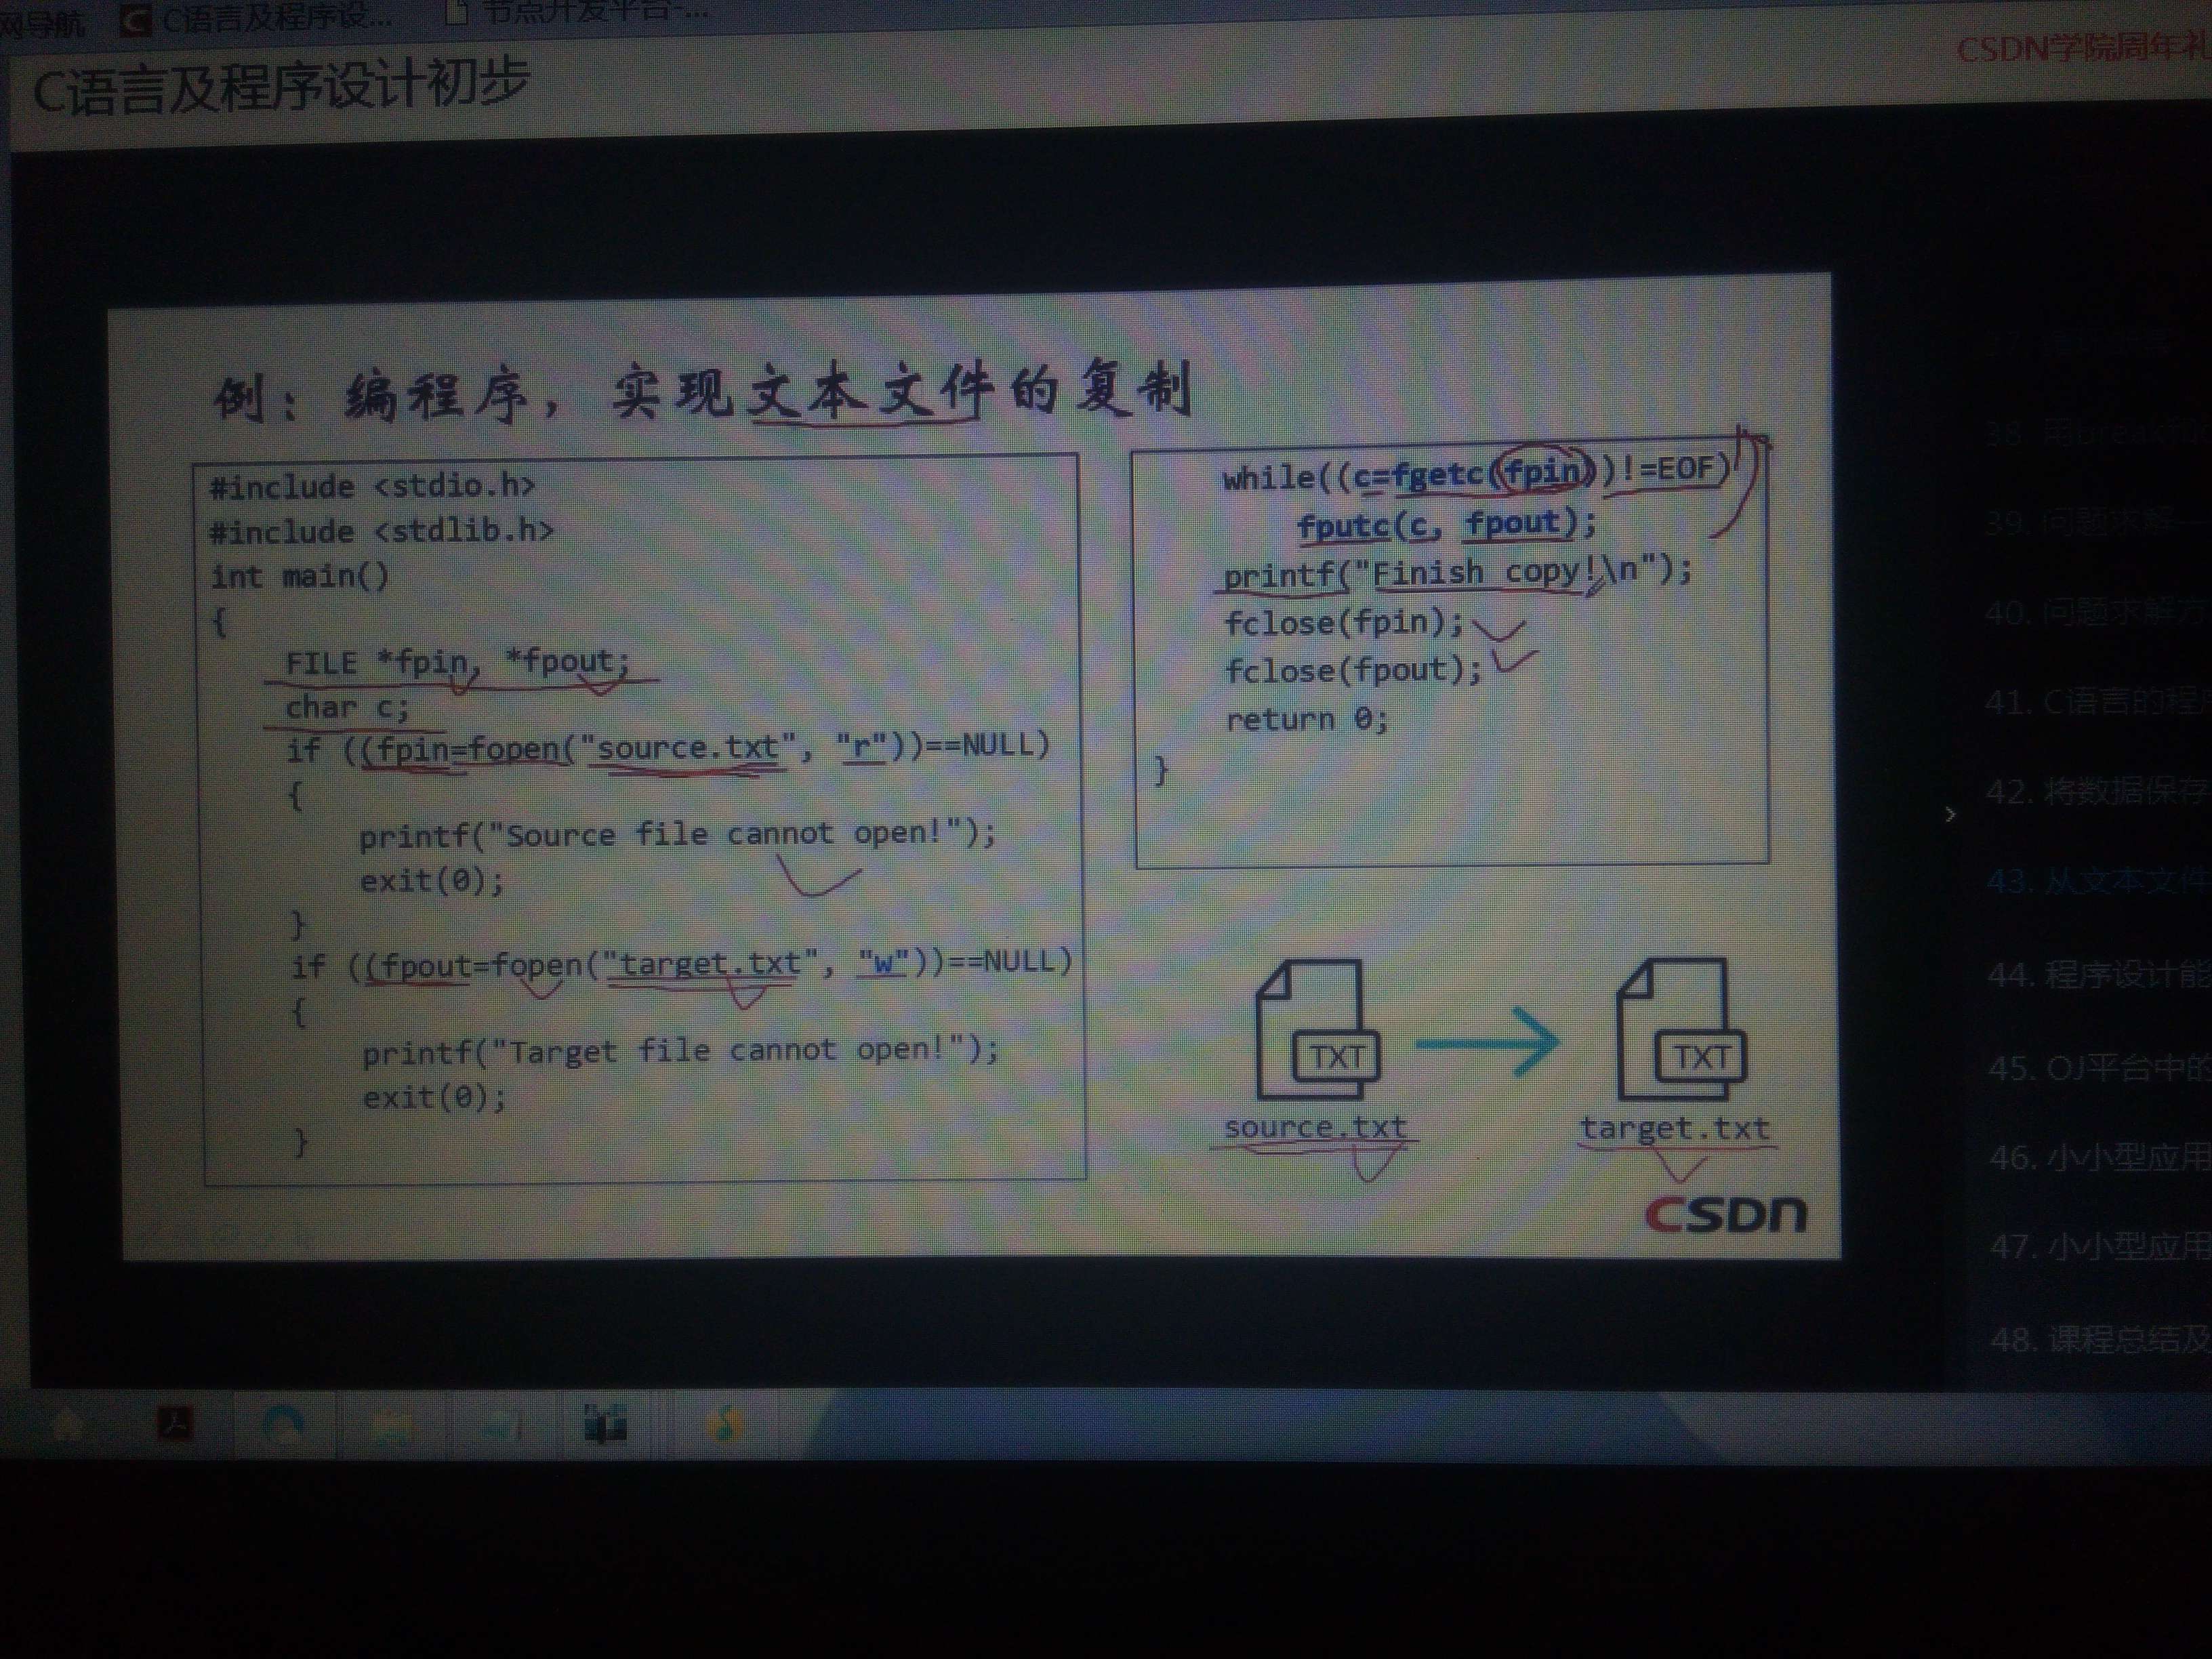 网导航 C语言及程序设... 节点开发平台-...
C语言及程序设计初步
CSDN学院周年礼
例：编程序，实现文本文件的复制
#include <stdio.h>
#include <stdlib.h>
int main()
{
FILE *fpin, *fpout;
char c;
if ((fpin=fopen("source.txt", "r"))==NULL)
{
printf("Source file cannot open!");
exit(0);
}
if ((fpout=fopen("target.txt", "w"))==NULL)
{
printf("Target file cannot open!");
exit(0);
}
while((c=fgetc(fpin))!=EOF)
fputc(c, fpout);
printf("Finish copy!\n");
fclose(fpin);
fclose(fpout);
return 0;
}
TXT
TXT
source.txt
target.txt
CSDN
38. 用break
39. 问题求解
40. 问题求解方
41. C语言的程
42. 将数据保存
43. 从文本文件
44. 程序设计能
45. OJ平台中的
46. 小小型应用
47. 小小型应用
48. 课程总结及